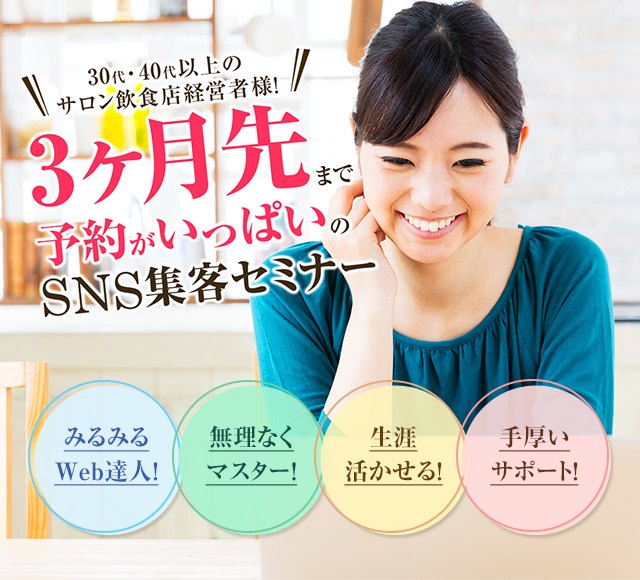 30代・40代以上の
サロン飲食店経営者様!
3ヶ月先まで
予約がいっぱいの
SNS集客セミナー
みるみる
Web達人!
無理なく
マスター!
生涯
活かせる!
手厚い
サポート!